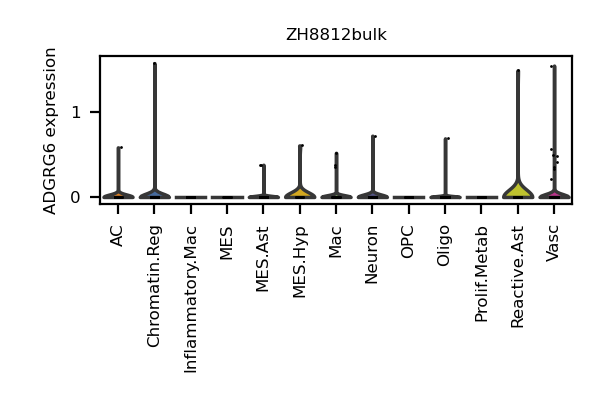 ZH8812bulk
ADGRG6 expression
1
0
AC
Chromatin.Reg
Inflammatory.Mac
MES
MES.Ast
MES.Hyp
Mac
Neuron
OPC
Oligo
Prolif.Metab
Reactive.Ast
Vasc